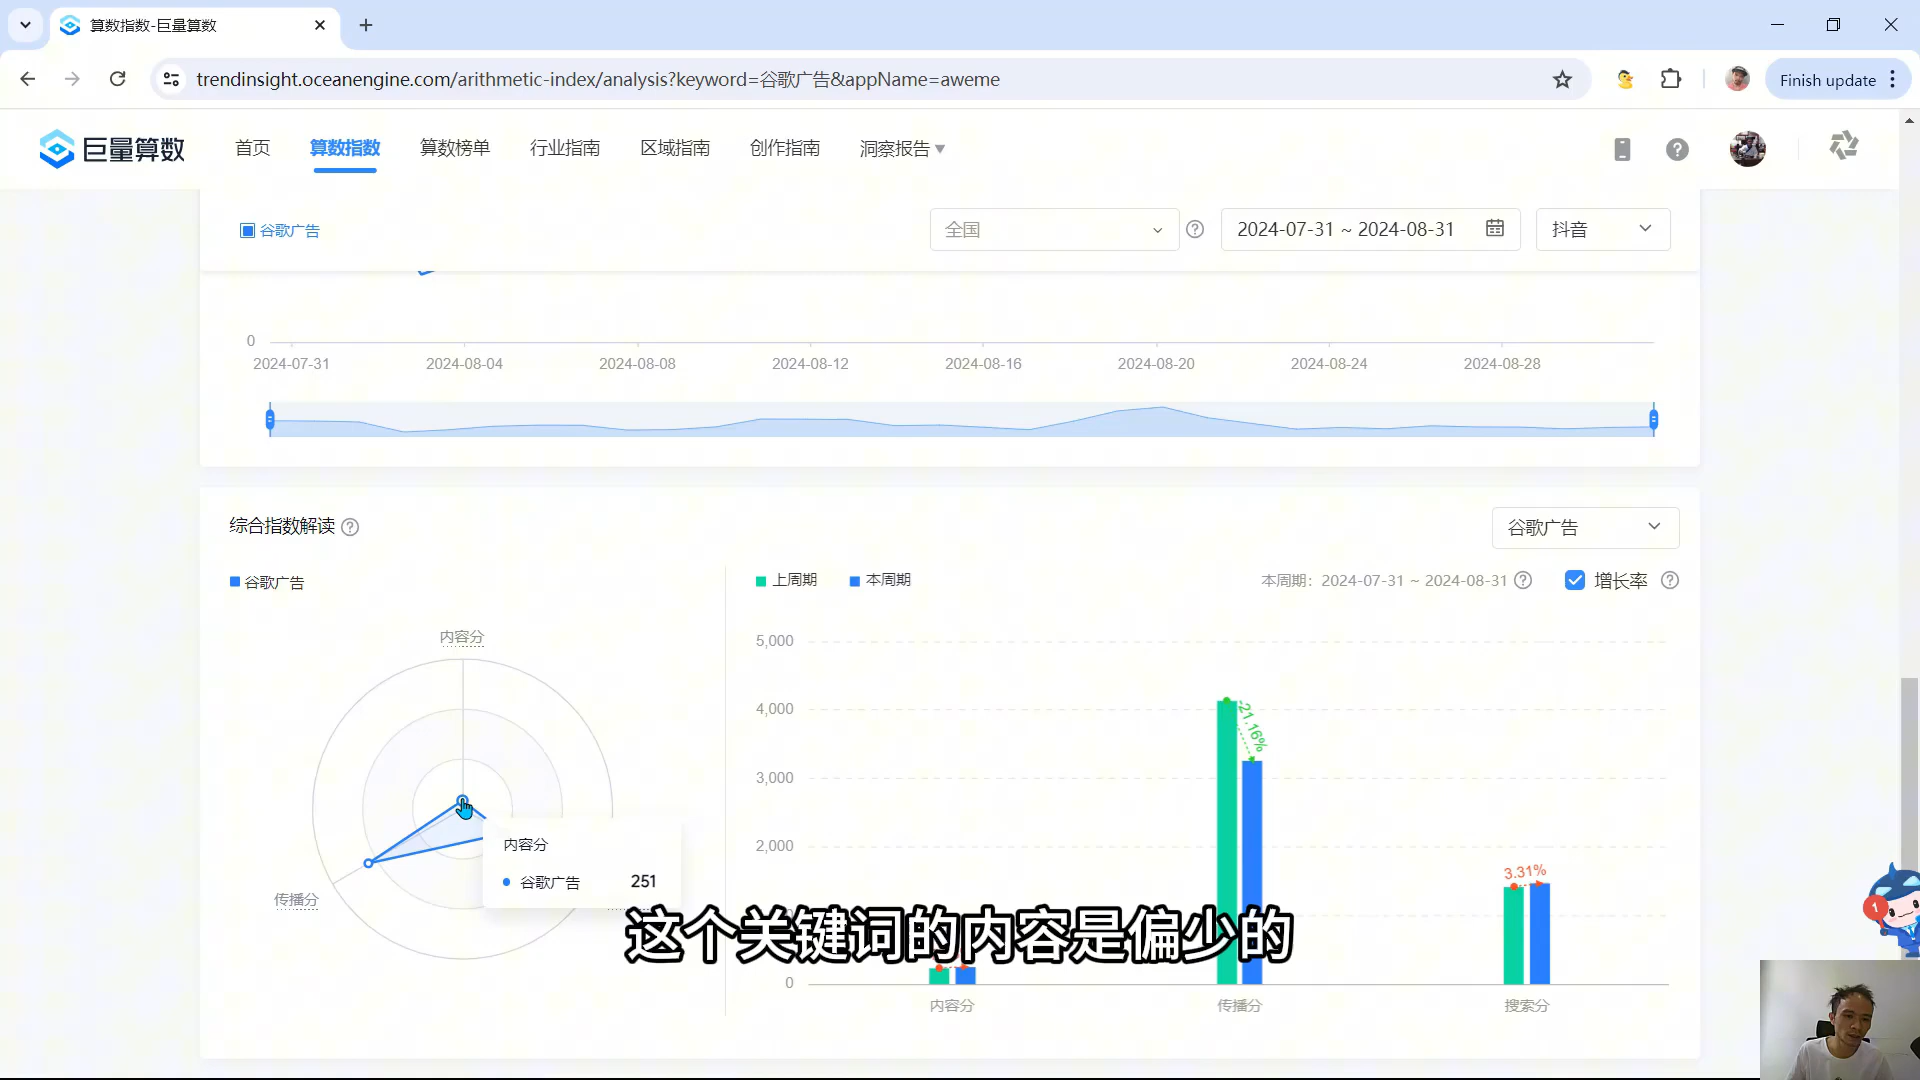 算数指数-巨量算数
trendinsight.oceanengine.com/arithmetic-index/analysis?keyword=谷歌广告&appName=aweme
Finish update
巨量算数
首页
算数指数
算数榜单
行业指南
区域指南
创作指南
洞察报告
谷歌广告
全国
2024-07-31 ~ 2024-08-31
抖音
0
2024-07-31
2024-08-04
2024-08-08
2024-08-12
2024-08-16
2024-08-20
2024-08-24
2024-08-28
综合指数解读
谷歌广告
谷歌广告
上周期
本周期
本周期：2024-07-31 ~ 2024-08-31
增长率
内容分
传播分
内容分
谷歌广告 251
5,000
4,000
3,000
2,000
0
-21.16%
3.31%
内容分
传播分
搜索分
这个关键词的内容是偏少的
1